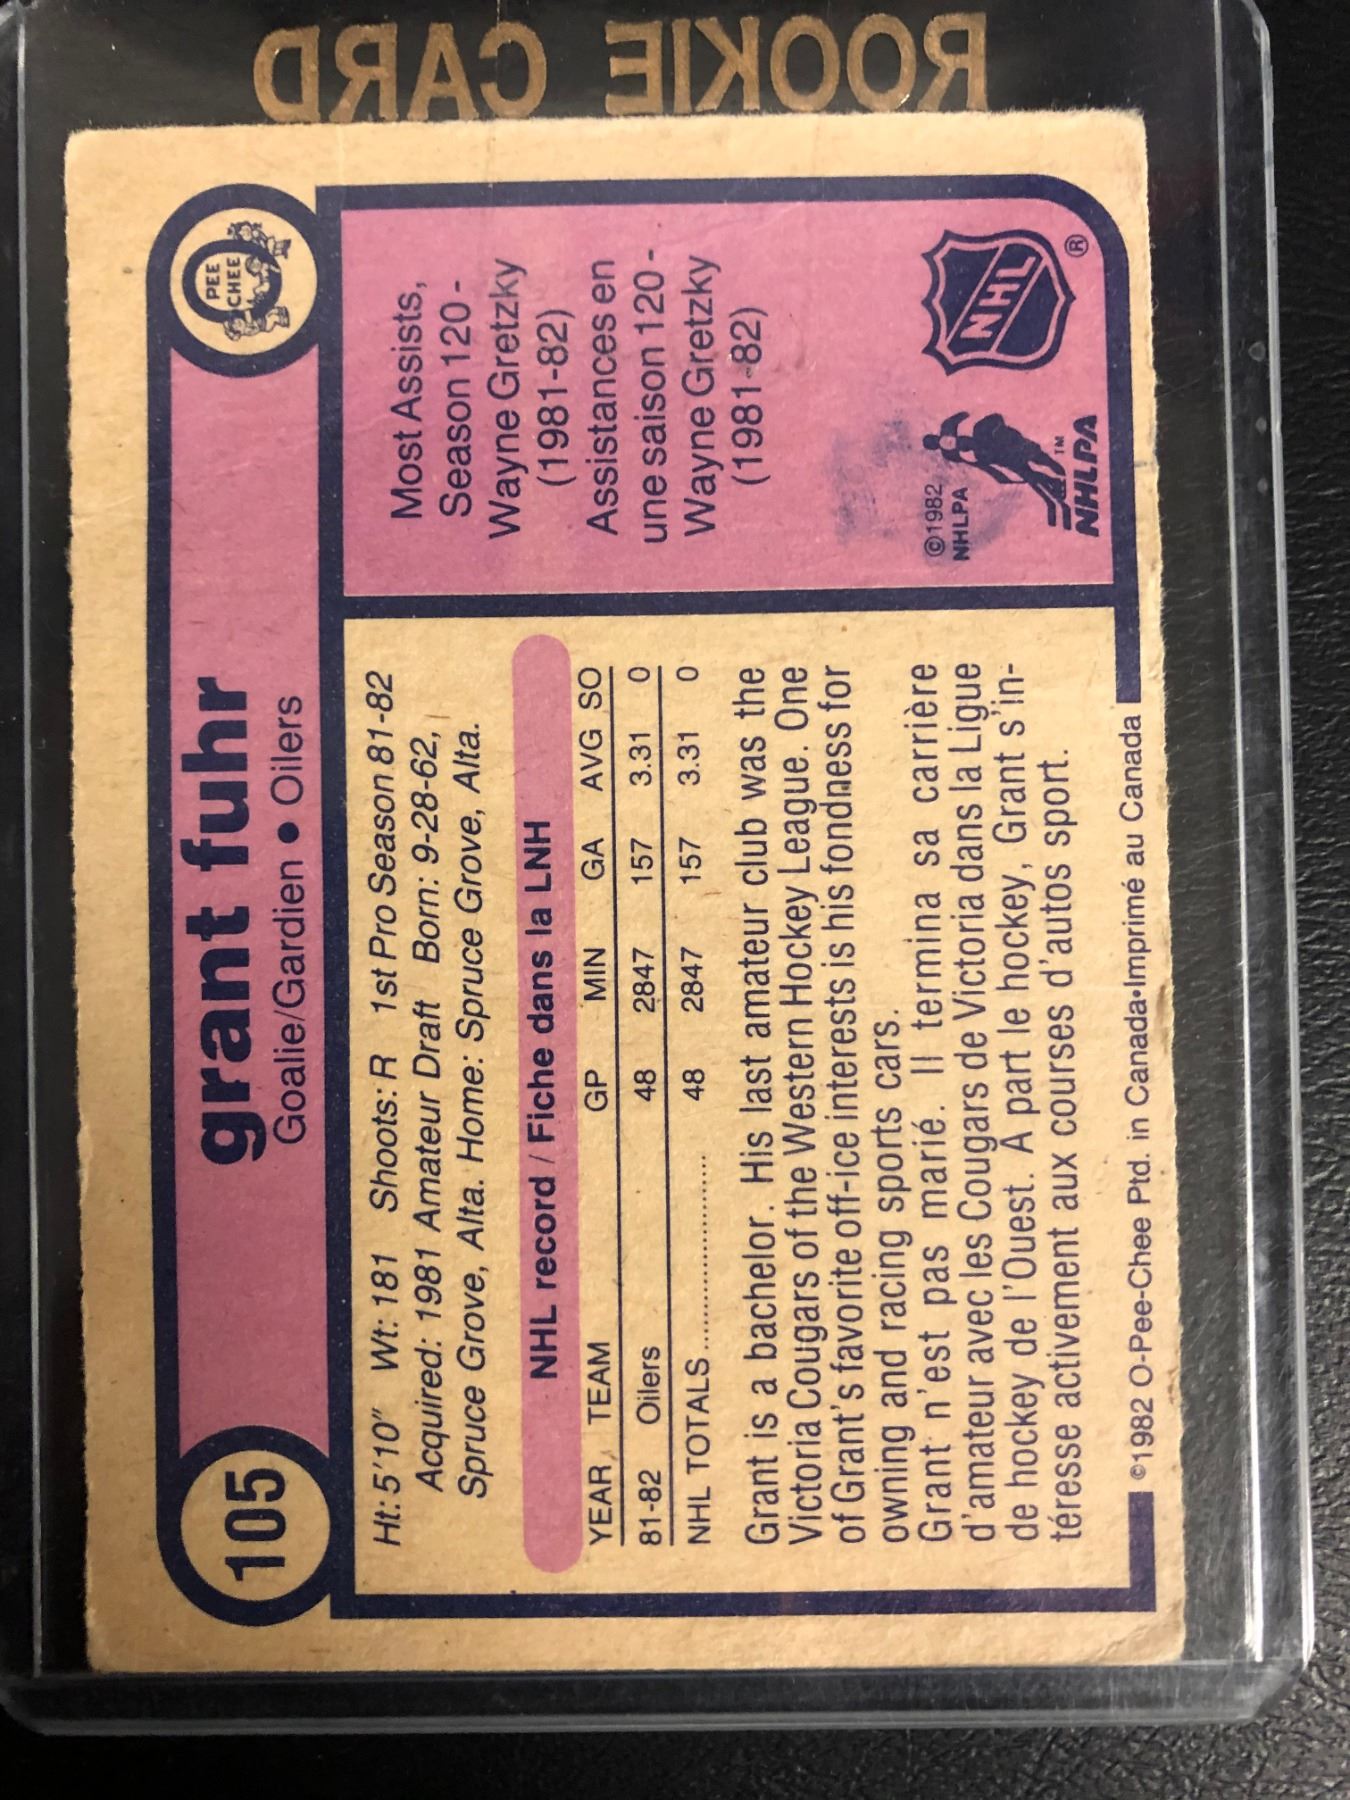 ROOKIE CARD
105
grant fuhr
Goalie/Gardien • Oilers
O
PEE
CHEE
Ht: 5'10" Wt: 181 Shoots: R 1st Pro Season 81-82
Acquired: 1981 Amateur Draft Born: 9-28-62,
Spruce Grove, Alta. Home: Spruce Grove, Alta.
NHL record / Fiche dans la LNH
YEAR TEAM GP MIN GA AVG SO
81-82 Oilers 48 2847 157 3.31 0
NHL TOTALS.................... 48 2847 157 3.31 0
Grant is a bachelor. His last amateur club was the
Victoria Cougars of the Western Hockey League. One
of Grant's favorite off-ice interests is his fondness for
owning and racing sports cars.
Grant n'est pas marié. Il termina sa carrière
d'amateur avec les Cougars de Victoria dans la Ligue
de hockey de l'Ouest. A part le hockey, Grant s'in-
téresse activement aux courses d'autos sport.
Most Assists,
Season 120 -
Wayne Gretzky
(1981-82)
Assistances en
une saison 120 -
Wayne Gretzky
(1981-82)
©1982
NHLPA
TM
NHLPA
NHL
®
©1982 O-Pee-Chee Ptd. in Canada•Imprimé au Canada